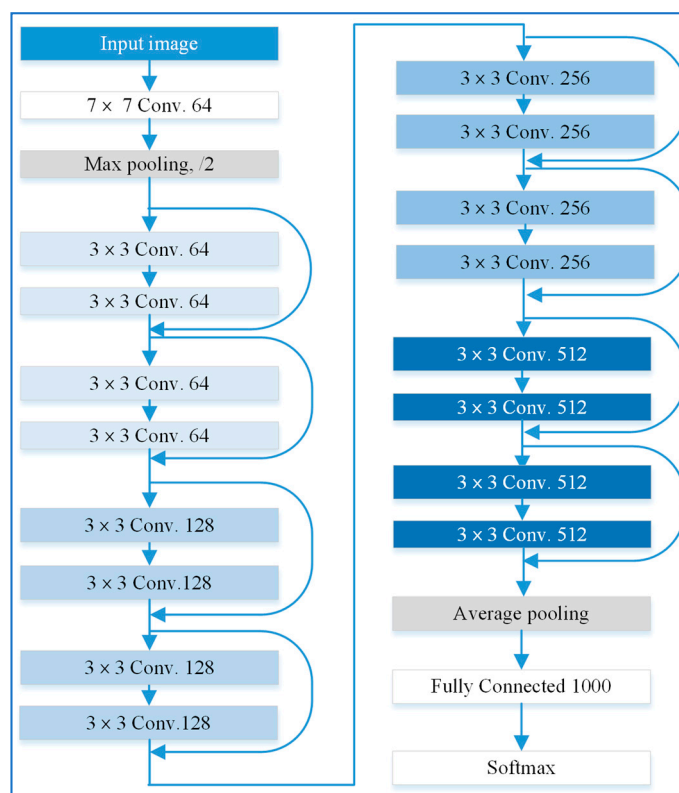 Input image
7 × 7 Conv. 64
Max pooling, /2
3 × 3 Conv. 64
3 × 3 Conv. 64
3 × 3 Conv. 64
3 × 3 Conv. 64
3 × 3 Conv. 128
3 × 3 Conv.128
3 × 3 Conv. 128
3 × 3 Conv.128
3 × 3 Conv. 256
3 × 3 Conv. 256
3 × 3 Conv. 256
3 × 3 Conv. 256
3 × 3 Conv. 512
3 × 3 Conv. 512
3 × 3 Conv. 512
3 × 3 Conv. 512
Average pooling
Fully Connected 1000
Softmax